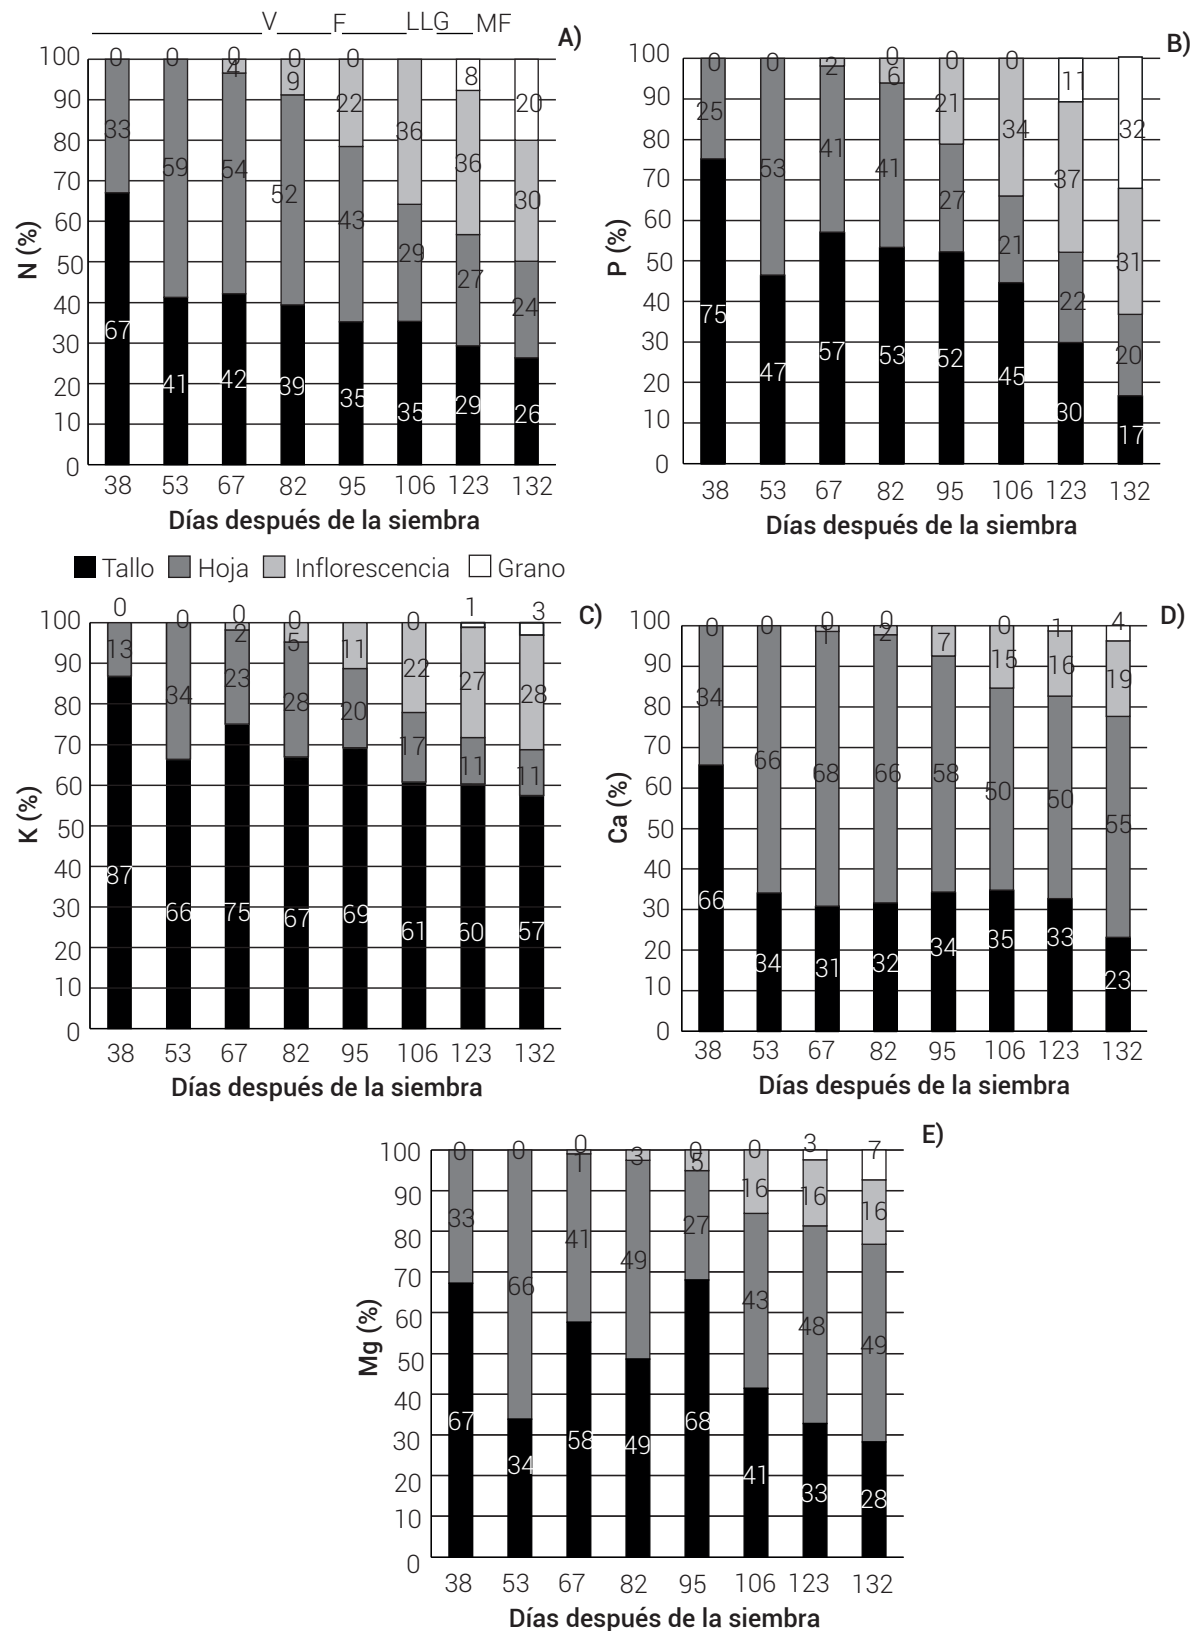 V F LLG MF
A)
100 0 0 0 0 0
4 9 8
90 22 20
80 33 36
70 59 54 52 36 30
60 43
50 29 27 24
40
30 67
20 41 42 39 35 35 29 26
10
0
N (%)
38 53 67 82 95 106 123 132
Días después de la siembra
B)
100 0 0 0 0 0
2 6 11
90 25 21 34 32
80 53 41 41 37
70 27
60 21 31
50 22 20
40 75
30 47 57 53 52 45
20 30
10 17
0
P (%)
38 53 67 82 95 106 123 132
Días después de la siembra
Tallo Hoja Inflorescencia Grano
C)
100 0 0 0 0 0 1 3
13 2 5 11
90 34 23 28 22 27 28
80 20
70 17 11 11
60
50
40 87
30 66 75 67 69 61 60 57
20
10
0
K (%)
38 53 67 82 95 106 123 132
Días después de la siembra
D)
100 0 0 0 0 0 1 4
1 2 7 15 16 19
90
80 34
70 66 68 66 58
60 50 50 55
50
40
30 66
20 34 31 32 34 35 33 23
10
0
Ca (%)
38 53 67 82 95 106 123 132
Días después de la siembra
E)
100 0 0 0 3 0 0 3 7
1 5
90 16 16 16
80 33 41 49 27
70 66
60 43 48
50 49
40
30 67 58 49 68
20 34 41 33 28
10
0
Mg (%)
38 53 67 82 95 106 123 132
Días después de la siembra